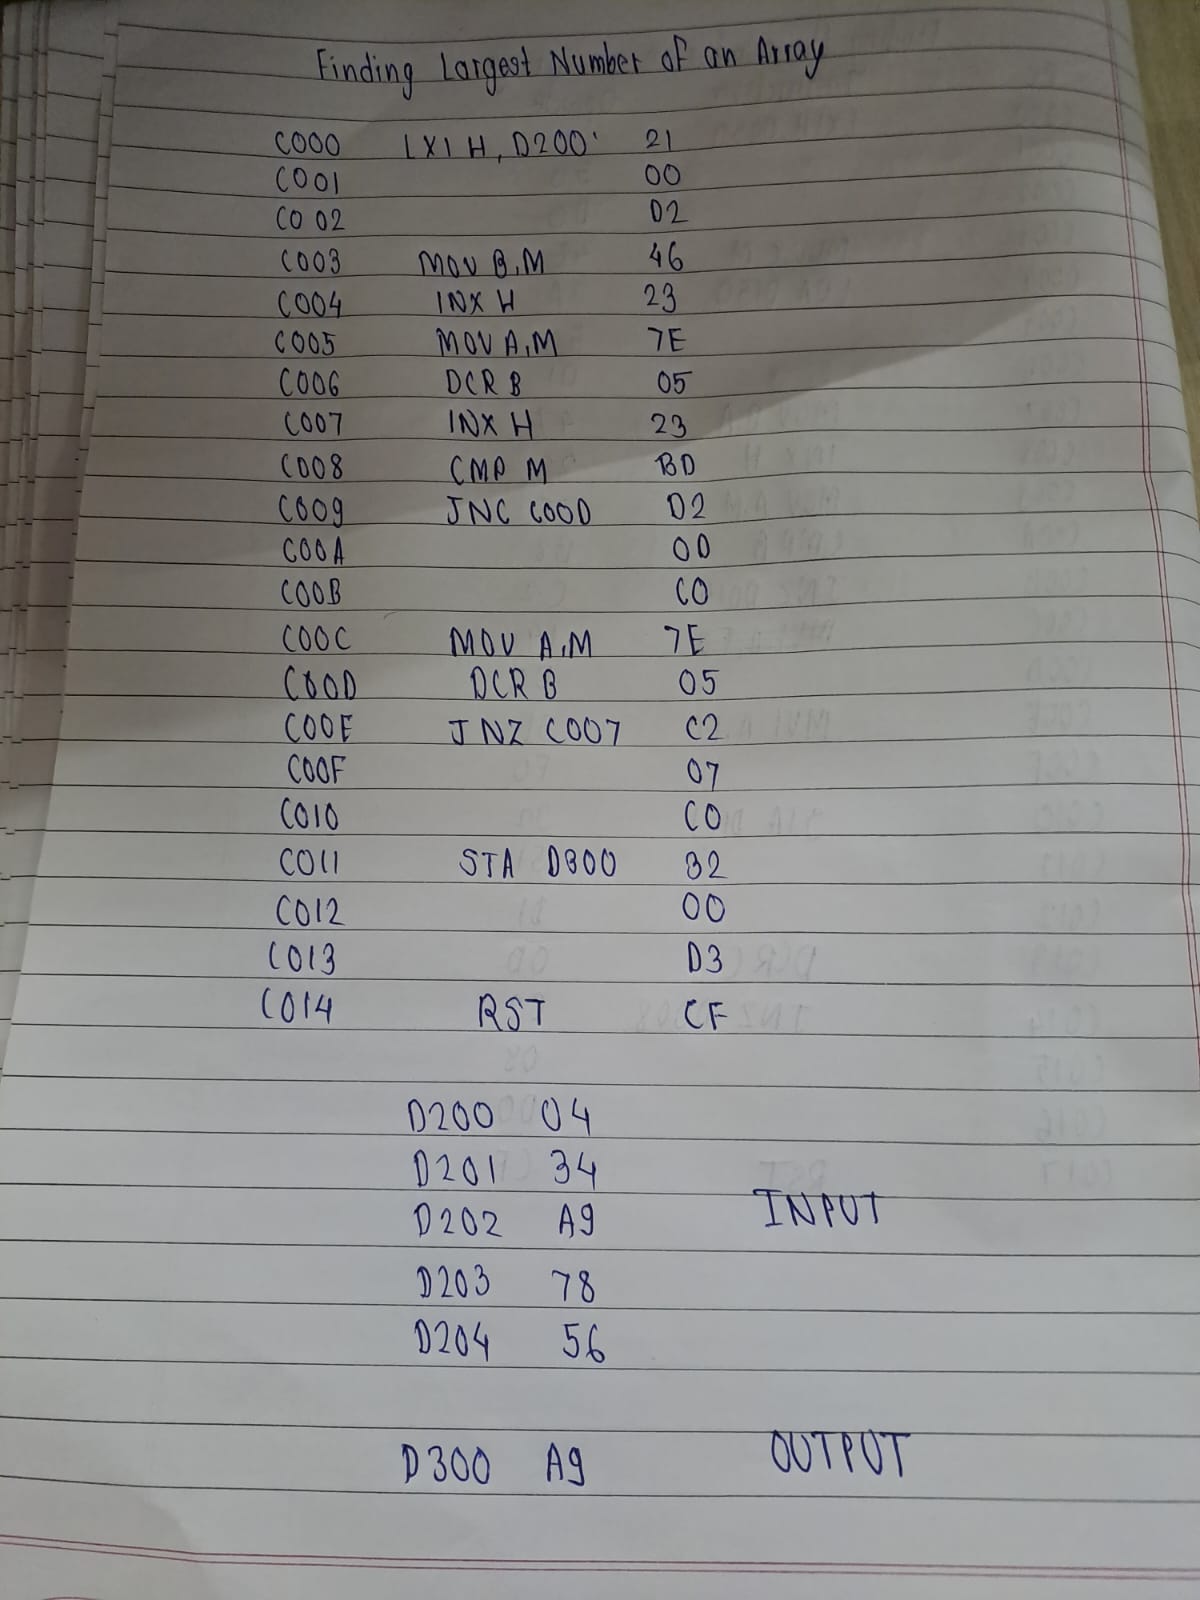 Finding Largest Number of an Array
C000 LXI H, D200 21
C001 00
C002 D2
C003 MOV B,M 46
C004 INX H 23
C005 MOV A,M 7E
C006 DCR B 05
C007 INX H 23
C008 CMP M BD
C009 JNC C00D D2
C00A 0D
C00B C0
C00C MOV A,M 7E
C00D DCR B 05
C00E JNZ C007 C2
C00F 07
C010 C0
C011 STA D300 32
C012 00
C013 D3
C014 RST CF
D200 04
D201 34
INPUT
D202 A9
D203 78
D204 56
D300 A9 OUTPUT